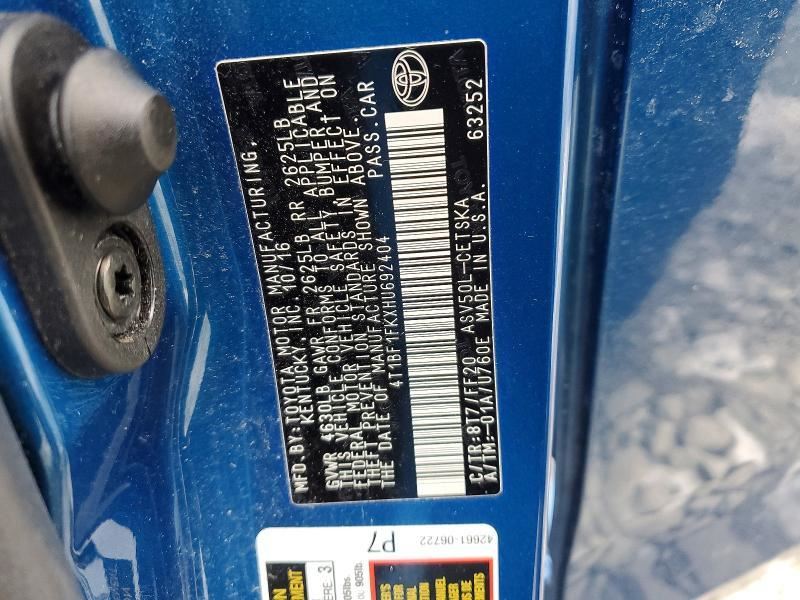 MFD. BY: TOYOTA MOTOR MANUFACTURING,
KENTUCKY, INC. 10/16
GVWR 4630LB GAWR FR 2625LB RR 2625LB
THIS VEHICLE CONFORMS TO ALL APPLICABLE
FEDERAL MOTOR VEHICLE SAFETY, BUMPER AND
THEFT PREVENTION STANDARDS IN EFFECT ON
THE DATE OF MANUFACTURE SHOWN ABOVE.
4T1BF1FKXHU692404 PASS. CAR
C/TR:8T7/FF20 ASV50L-CETSKA 63252
A/TM:-01A/U760E MADE IN U.S.A.
42661-06722
P7
ERE 3